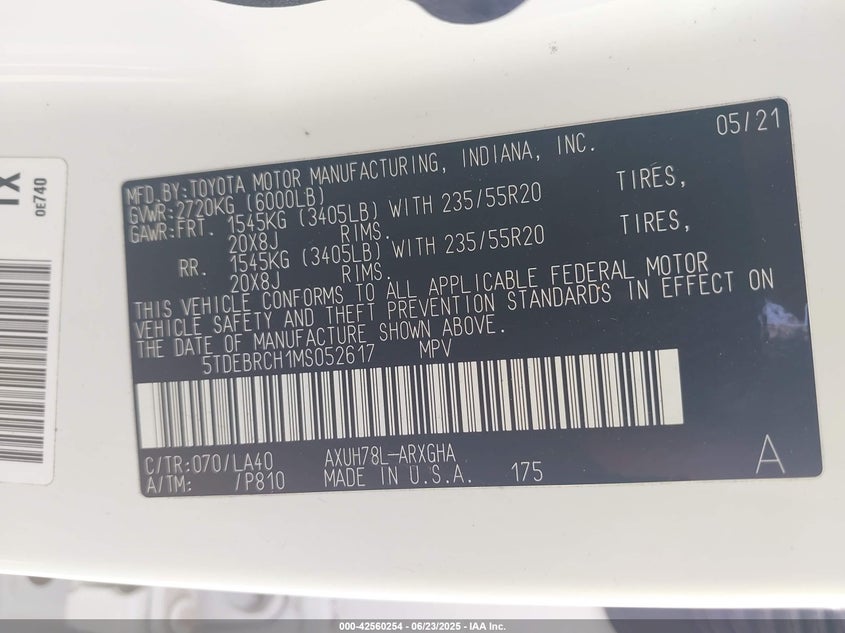 1X
0E740
05/21
MFD.BY:TOYOTA MOTOR MANUFACTURING, INDIANA, INC.
GVWR:2720KG (6000LB)
GAWR:FRT. 1545KG (3405LB) WITH 235/55R20 TIRES,
20X8J RIMS.
RR. 1545KG (3405LB) WITH 235/55R20 TIRES,
20X8J RIMS.
THIS VEHICLE CONFORMS TO ALL APPLICABLE FEDERAL MOTOR
VEHICLE SAFETY AND THEFT PREVENTION STANDARDS IN EFFECT ON
THE DATE OF MANUFACTURE SHOWN ABOVE.
5TDEBRCH1MS052617 MPV
C/TR:070/LA40 AXUH78L-ARXGHA
A/TM: /P810 MADE IN U.S.A. 175
A
000-42560254 - 06/23/2025 - IAA Inc.